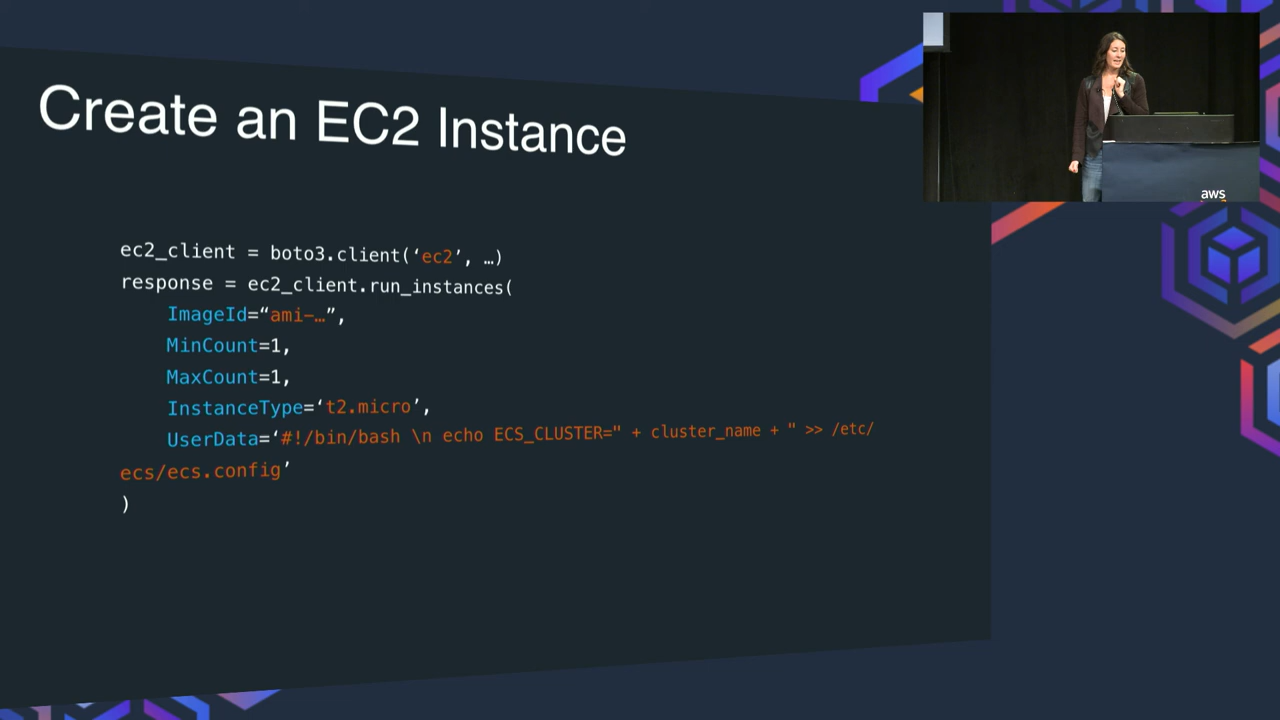 Create an EC2 Instance
ec2_client = boto3.client(‘ec2’, …)
response = ec2_client.run_instances(
ImageId=“ami-…”,
MinCount=1,
MaxCount=1,
InstanceType=‘t2.micro’,
UserData=‘#!/bin/bash \n echo ECS_CLUSTER=" + cluster_name + " >> /etc/
ecs/ecs.config’
)
aws